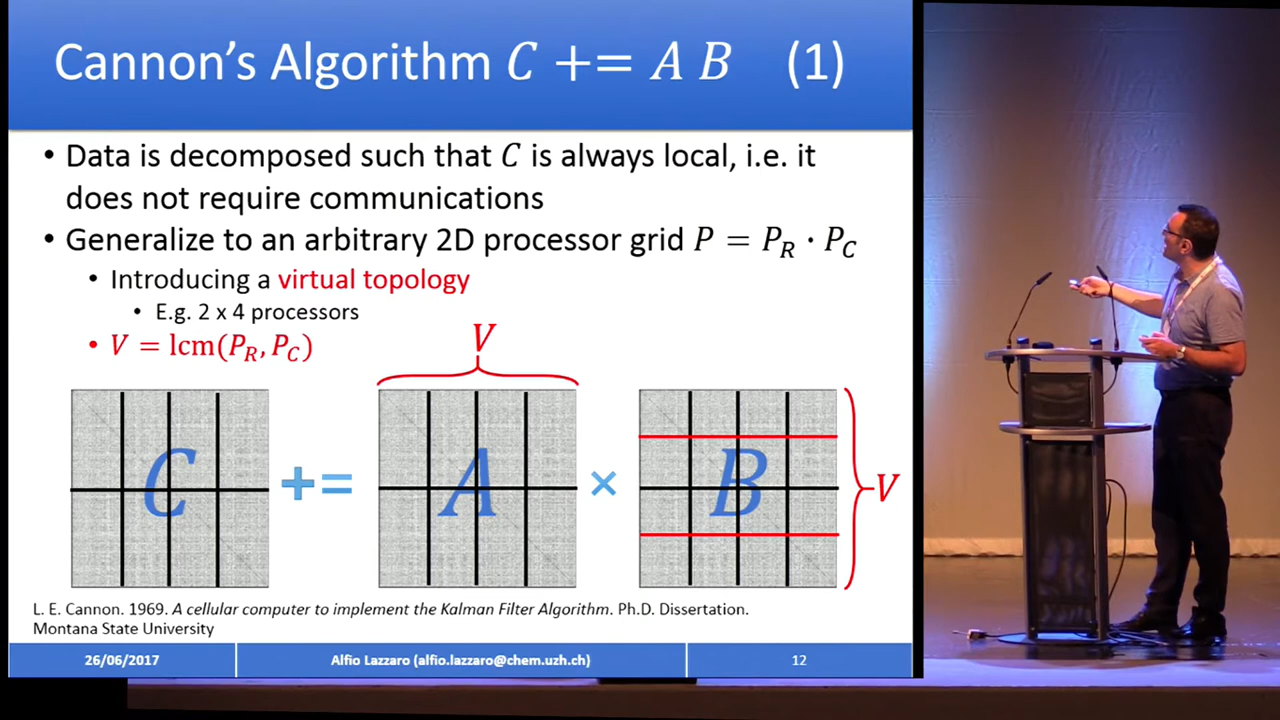 Cannon's Algorithm C += A B (1)
• Data is decomposed such that C is always local, i.e. it
does not require communications
• Generalize to an arbitrary 2D processor grid P = P_R · P_C
• Introducing a virtual topology
• E.g. 2 x 4 processors
• V = lcm(P_R, P_C)
V
C += A × B V
L. E. Cannon. 1969. A cellular computer to implement the Kalman Filter Algorithm. Ph.D. Dissertation.
Montana State University
26/06/2017 Alfio Lazzaro (alfio.lazzaro@chem.uzh.ch) 12